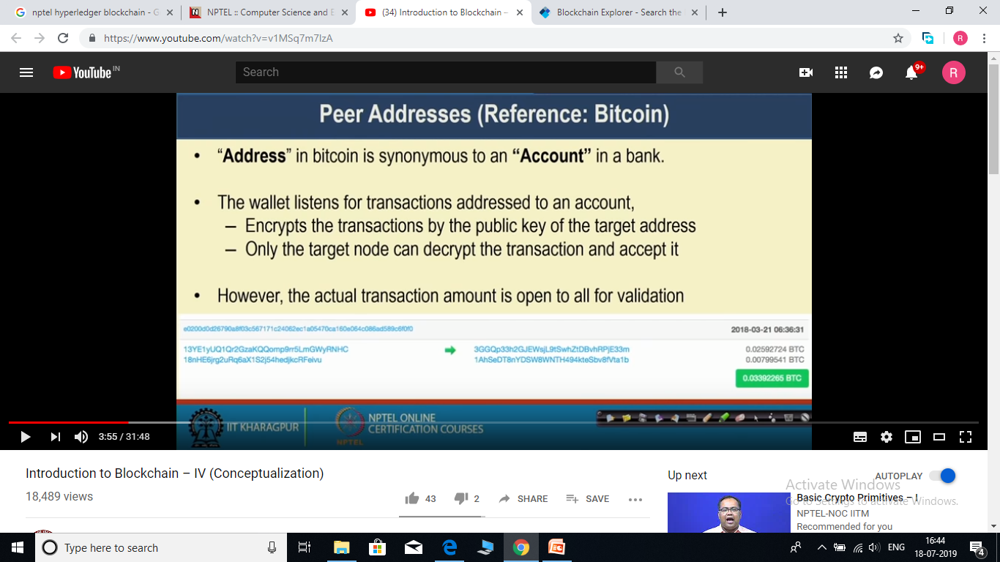 nptel hyperledger blockchain - G
NPTEL :: Computer Science and E
(34) Introduction to Blockchain –
Blockchain Explorer - Search the
https://www.youtube.com/watch?v=v1MSq7m7lzA
R
YouTube IN
Search
9+
R
Peer Addresses (Reference: Bitcoin)
• “Address” in bitcoin is synonymous to an “Account” in a bank.
• The wallet listens for transactions addressed to an account,
– Encrypts the transactions by the public key of the target address
– Only the target node can decrypt the transaction and accept it
• However, the actual transaction amount is open to all for validation
e0200d0d26790a8f03c567171c24062ec1a05470ca160e064c086ad589c6f0f0 2018-03-21 06:36:31
13YE1yUQ1Qr2GzaKQQomp9rr5LmGWyRNHC 3GGQp33h2GJEWsjL9tSwhZtDBvhRPjE33m 0.02592724 BTC
18nHE6jrg2uRq6aX1S2j54hedjkcRFeivu 1AhSeDT8nYDSW8WNTH494kteSbv8fVta1b 0.00799541 BTC
0.03392265 BTC
IIT KHARAGPUR
NPTEL ONLINE
CERTIFICATION COURSES
NPTEL
3:55 / 31:48
Introduction to Blockchain – IV (Conceptualization)
18,489 views
43 2 SHARE SAVE
Up next AUTOPLAY
Basic Crypto Primitives – I
NPTEL-NOC IITM
Recommended for you
Activate Windows
Go to Settings to activate Windows.
Type here to search
ENG
16:44
18-07-2019
4